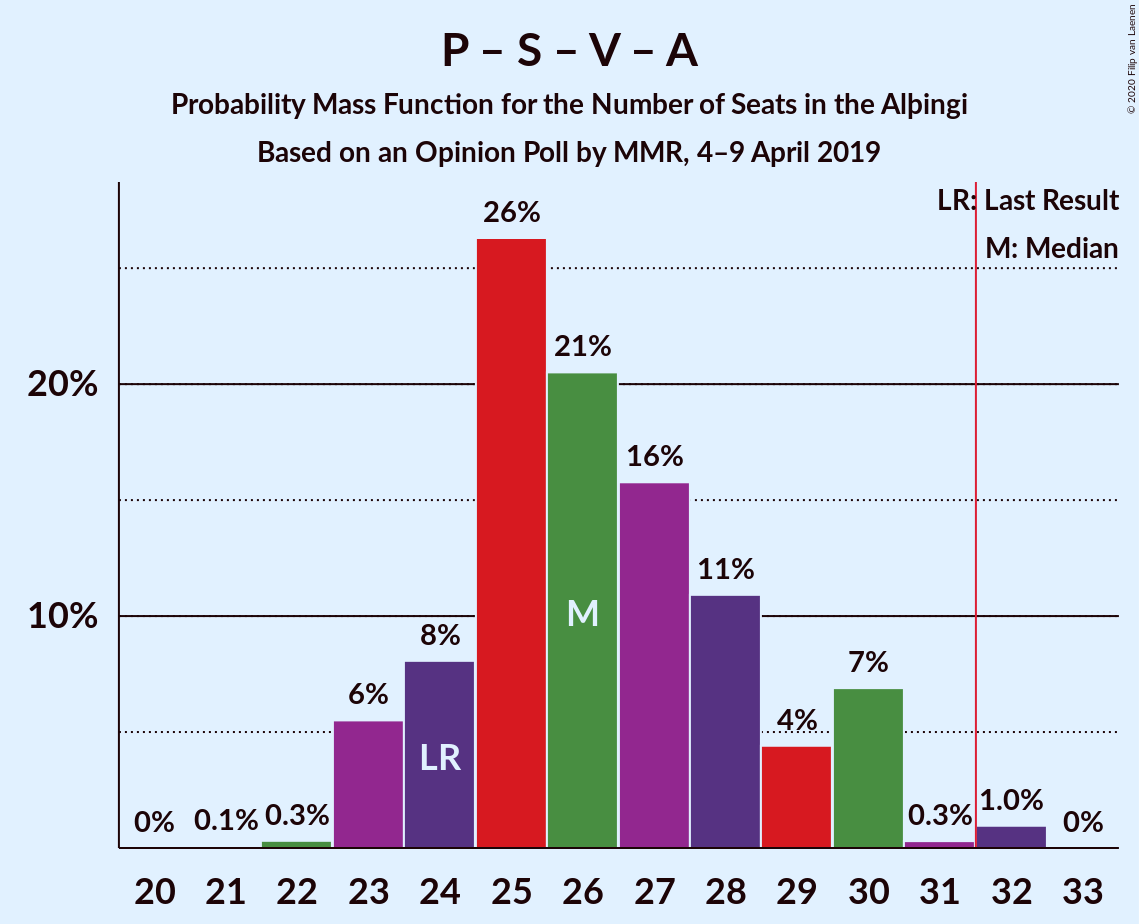 P – S – V – A
Probability Mass Function for the Number of Seats in the Alþingi
Based on an Opinion Poll by MMR, 4–9 April 2019
© 2020 Filip van Laenen
LR: Last Result
M: Median
26%
21%
20%
16%
11%
10%
M
8%
7%
6%
4%
LR
1.0%
0%
0.1%
0.3%
0.3%
0%
20 21 22 23 24 25 26 27 28 29 30 31 32 33